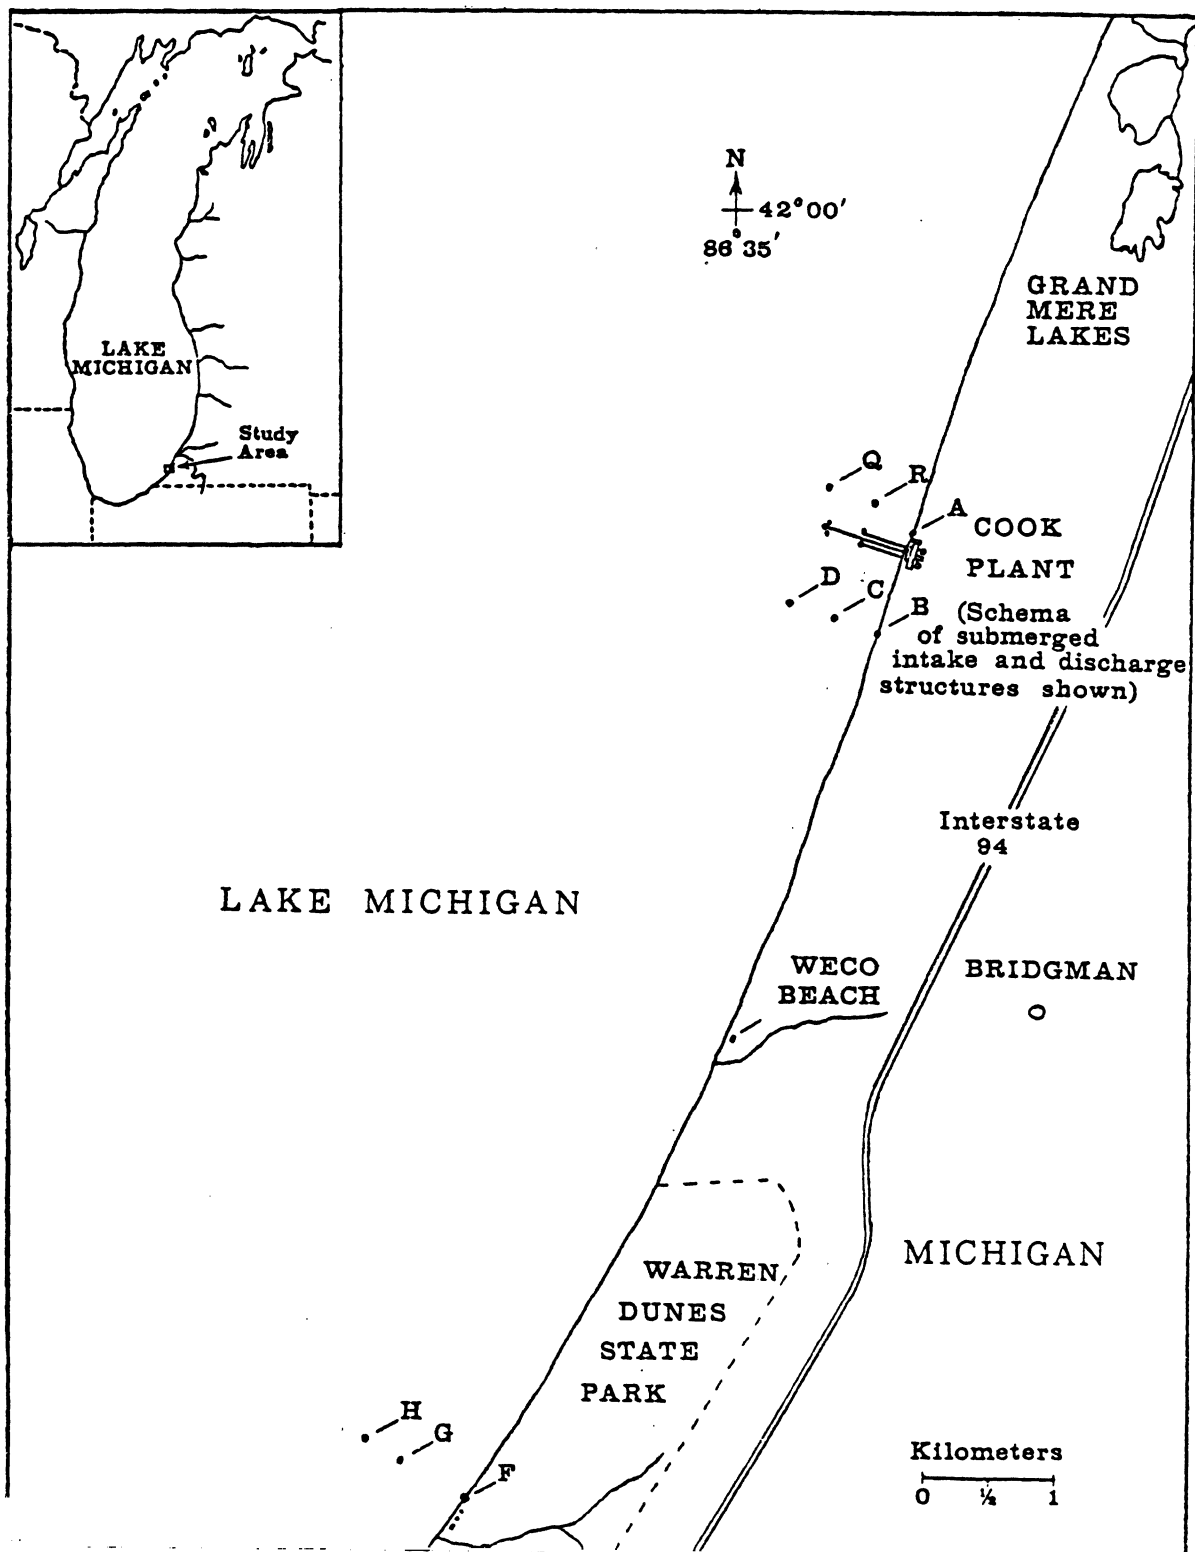 LAKE
MICHIGAN
Study
Area
N
42°00'
86°35'
GRAND
MERE
LAKES
Q
R
A
COOK
PLANT
D
C
B
(Schema
of submerged
intake and discharge
structures shown)
Interstate
94
LAKE MICHIGAN
WECO
BEACH
BRIDGMAN
MICHIGAN
WARREN
DUNES
STATE
PARK
H
G
F
Kilometers
0 ½ 1